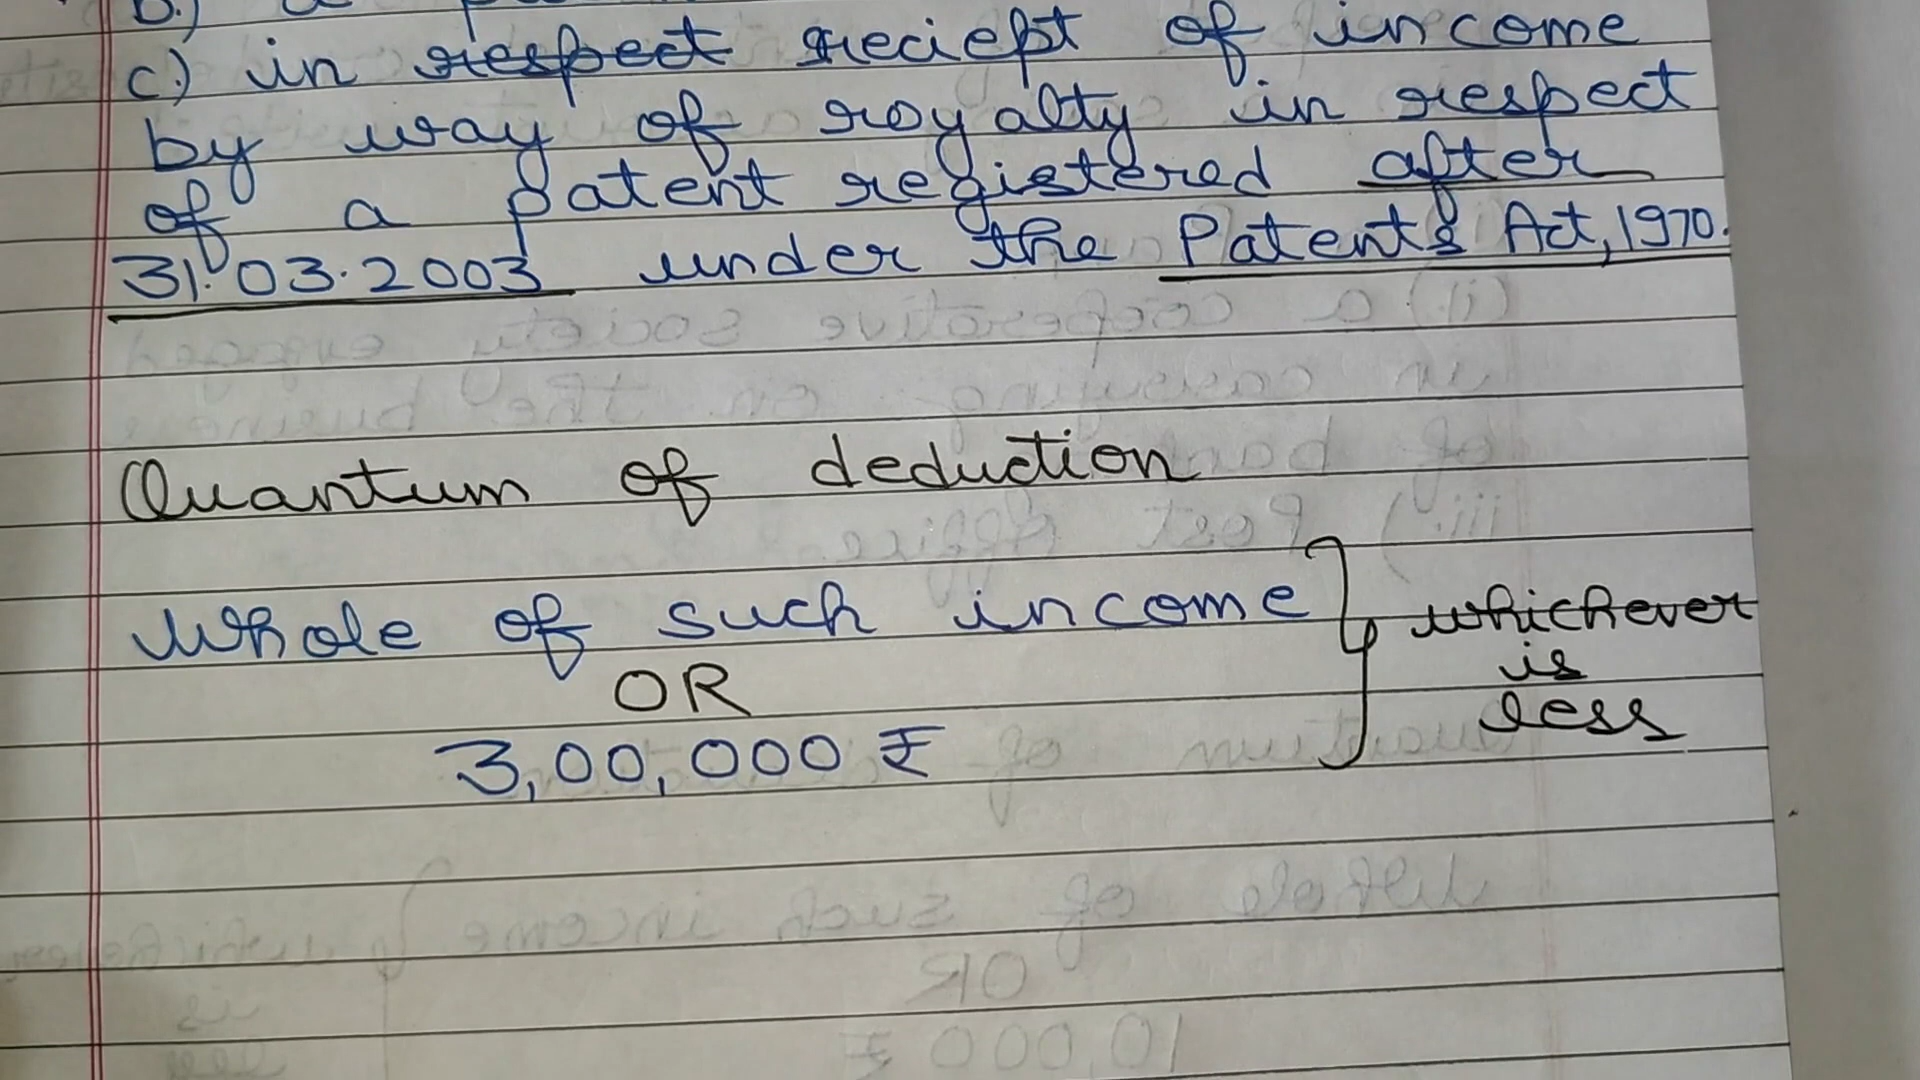 b.) a
c.) in respect reciept of income
by way of royalty in respect
of a patent registered after
31.03.2003 under the Patents Act, 1970.
Quantum of deduction
Whole of such income
OR
3,00,000 ₹
whichever
is
less